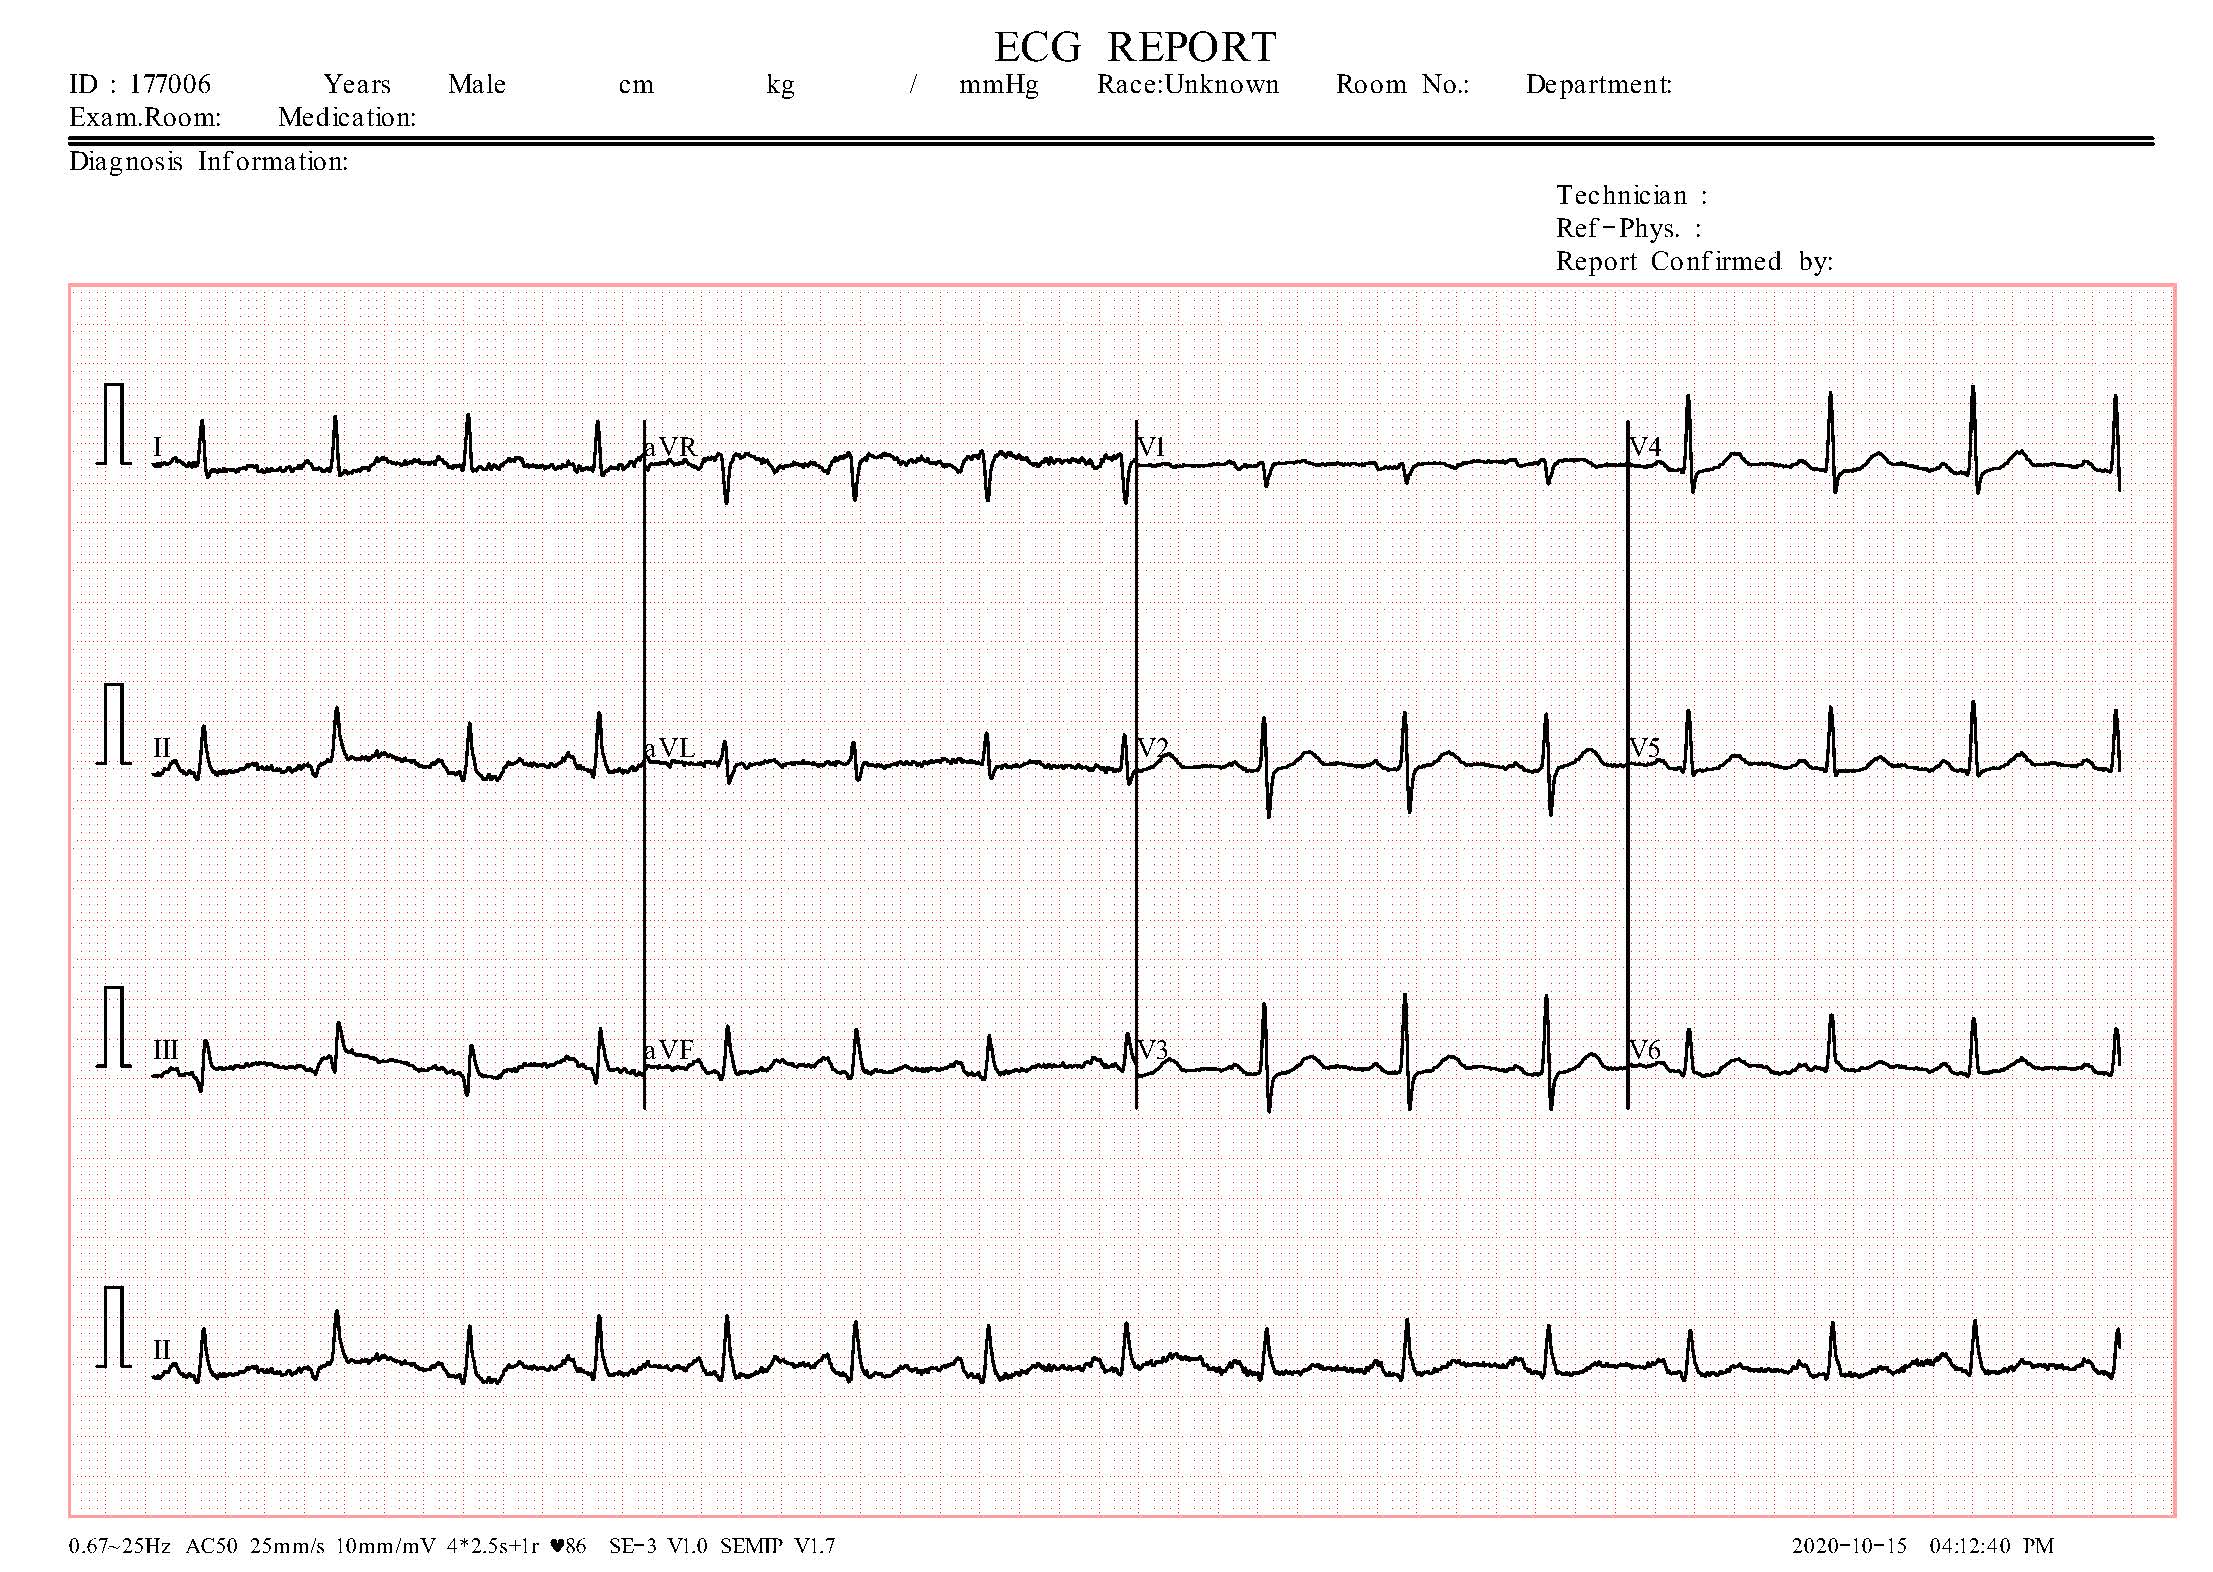 ECG REPORT
ID : 177006 Years Male cm kg / mmHg Race:Unknown Room No.: Department:
Exam.Room: Medication:
Diagnosis Information:
Technician :
Ref-Phys. :
Report Confirmed by:
I aVR V1 V4
II aVL V2 V5
III aVF V3 V6
II
0.67~25Hz AC50 25mm/s 10mm/mV 4*2.5s+1r ♥86 SE-3 V1.0 SEMIP V1.7 2020-10-15 04:12:40 PM